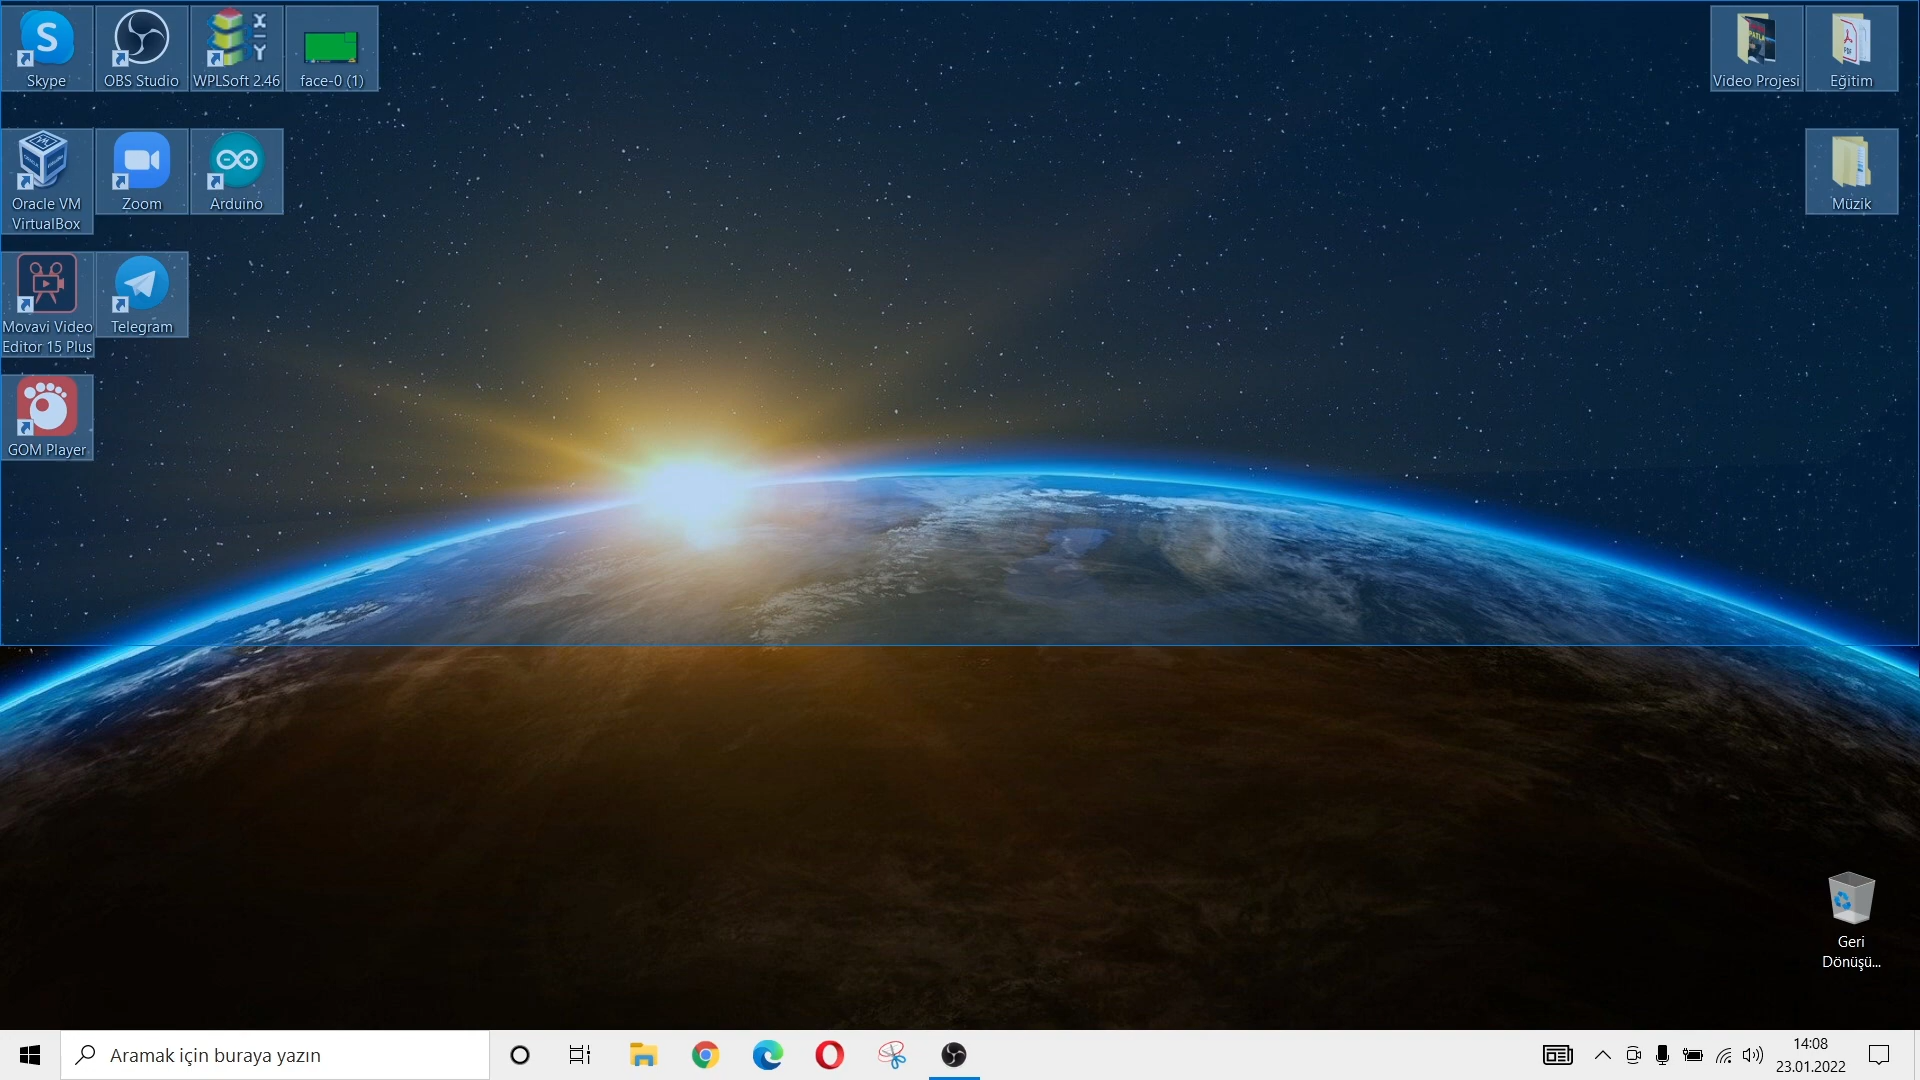 Skype
OBS Studio
WPLSoft 2.46
face-0 (1)
Video Projesi
Eğitim
Oracle VM
VirtualBox
Zoom
Arduino
Müzik
Movavi Video
Editor 15 Plus
Telegram
GOM Player
Geri
Dönüşü...
Aramak için buraya yazın
14:08
23.01.2022